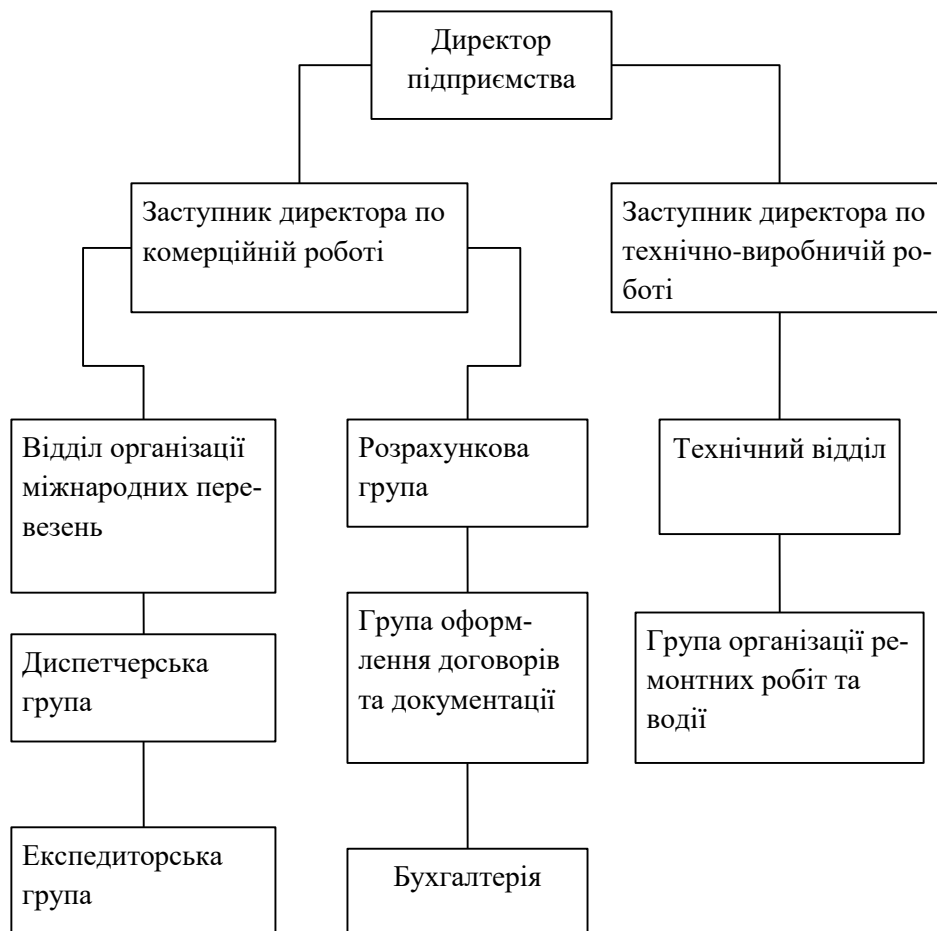 Директор
підприємства
Заступник директора по
комерційній роботі
Заступник директора по
технічно-виробничій ро-
боті
Відділ організації
міжнародних пере-
везень
Розрахункова
група
Технічний відділ
Диспетчерська
група
Група оформ-
лення договорів
та документації
Група організації ре-
монтних робіт та
водії
Експедиторська
група
Бухгалтерія